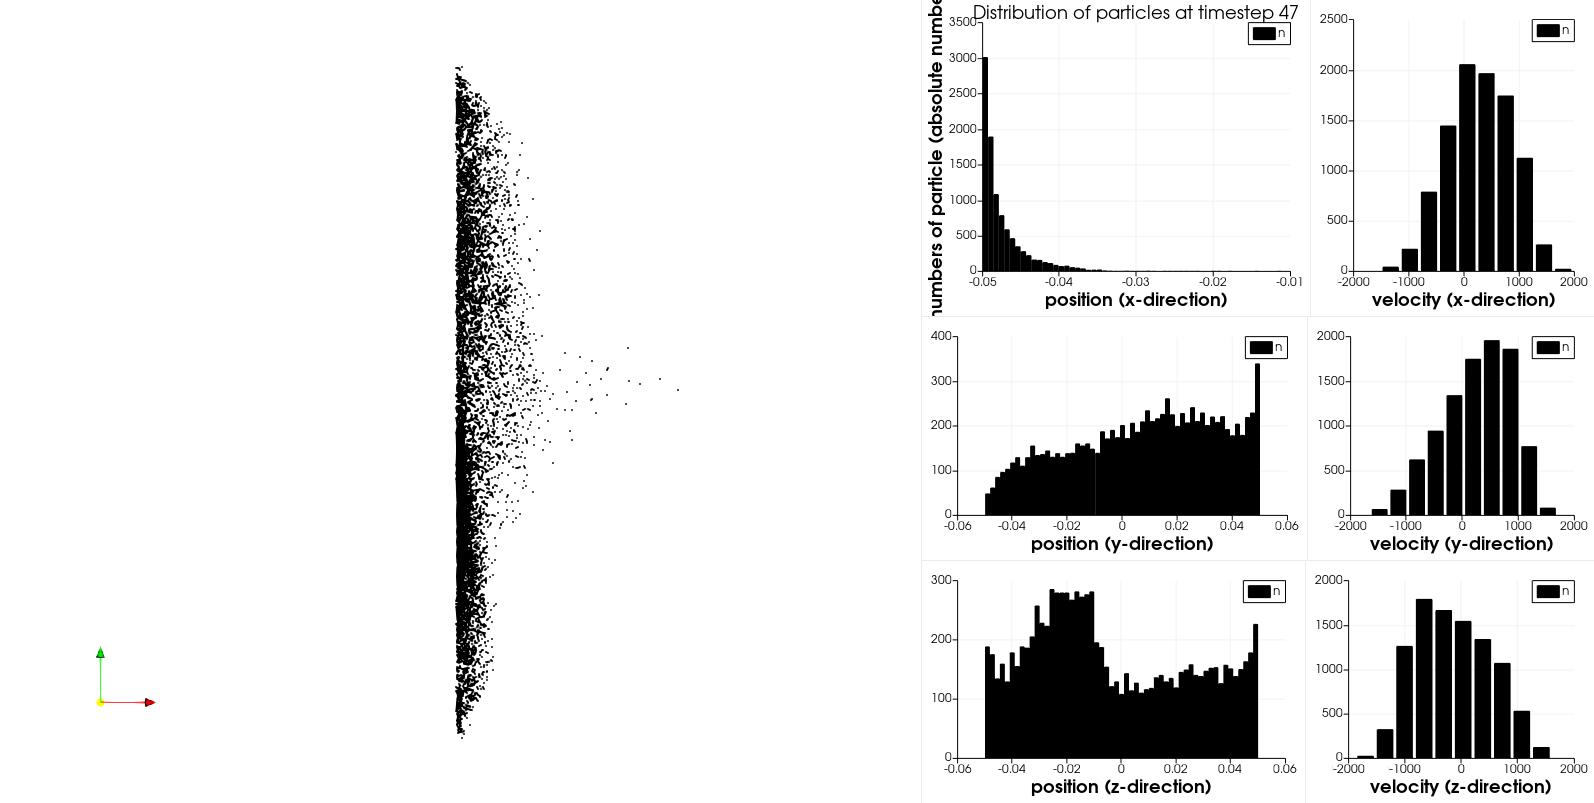 Distribution of particles at timestep 47
numbers of particle (absolute numbe
3500
3000
2500
2000
1500
1000
500
0
-0.05 -0.04 -0.03 -0.02 -0.01
position (x-direction)
n
2500
2000
1500
1000
500
0
-2000 -1000 0 1000 2000
velocity (x-direction)
n
400
300
200
100
0
-0.06 -0.04 -0.02 0 0.02 0.04 0.06
position (y-direction)
n
2000
1500
1000
500
0
-2000 -1000 0 1000 2000
velocity (y-direction)
n
300
200
100
0
-0.06 -0.04 -0.02 0 0.02 0.04 0.06
position (z-direction)
n
2000
1500
1000
500
0
-2000 -1000 0 1000 2000
velocity (z-direction)
n